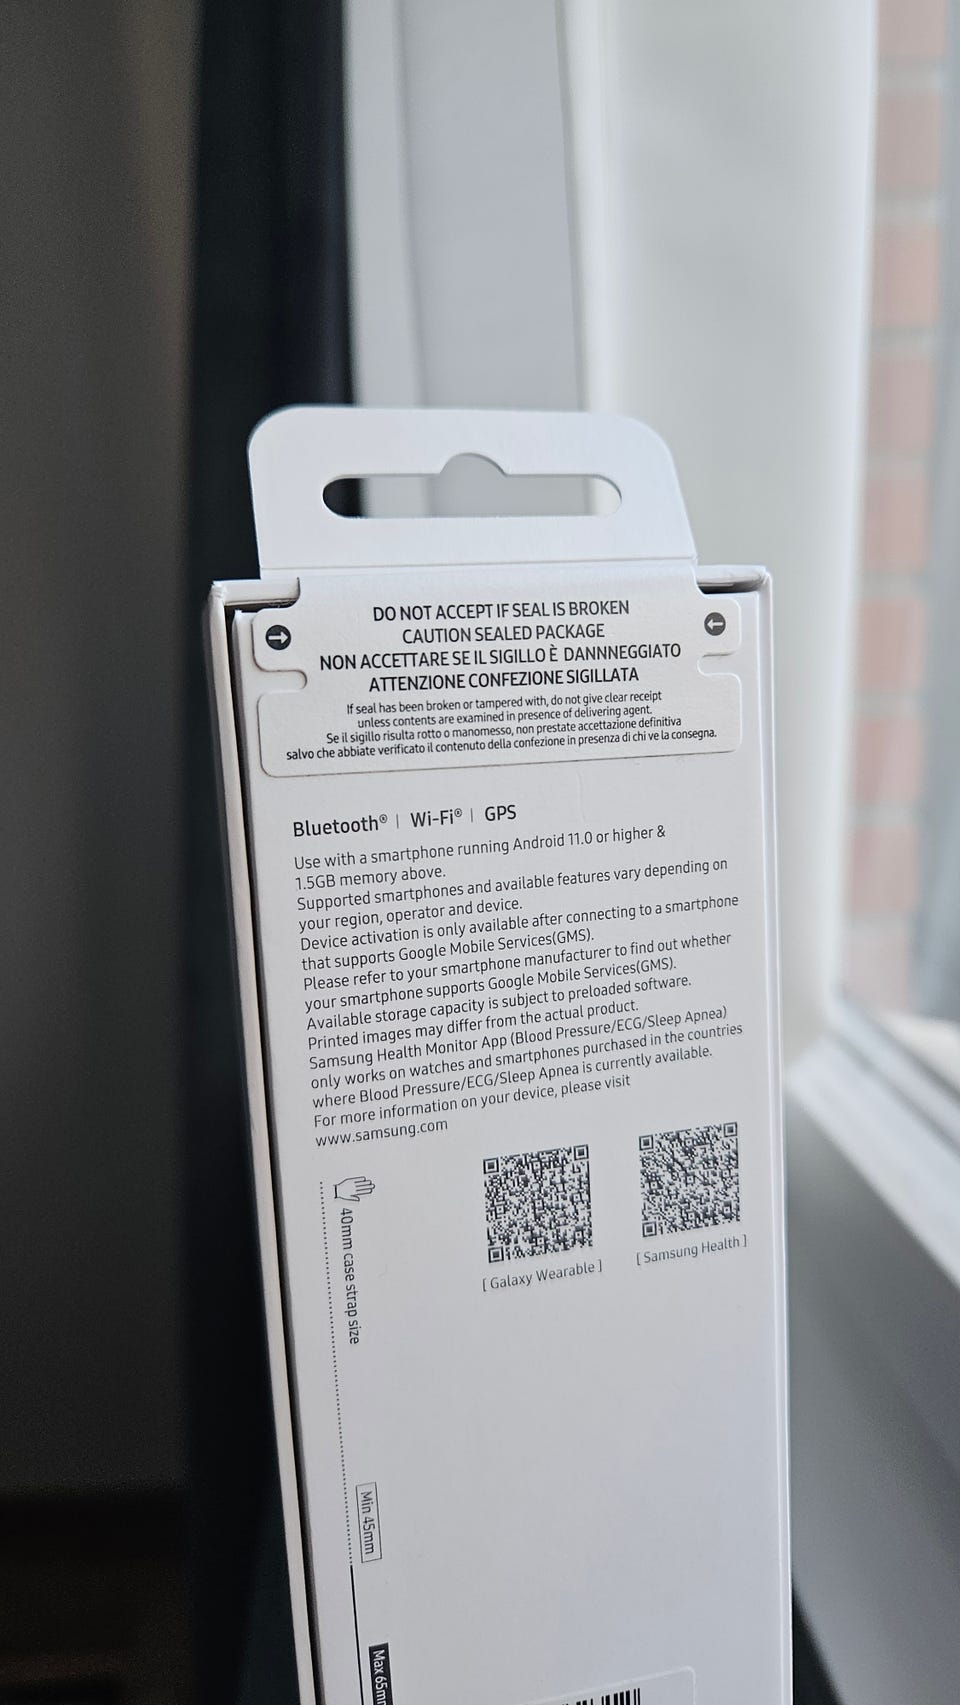 DO NOT ACCEPT IF SEAL IS BROKEN
CAUTION SEALED PACKAGE
NON ACCETTARE SE IL SIGILLO È DANNNEGGIATO
ATTENZIONE CONFEZIONE SIGILLATA
If seal has been broken or tampered with, do not give clear receipt
unless contents are examined in presence of delivering agent.
Se il sigillo risulta rotto o manomesso, non prestate accettazione definitiva
salvo che abbiate verificato il contenuto della confezione in presenza di chi ve la consegna.
Bluetooth® | Wi-Fi® | GPS
Use with a smartphone running Android 11.0 or higher &
1.5GB memory above.
Supported smartphones and available features vary depending on
your region, operator and device.
Device activation is only available after connecting to a smartphone
that supports Google Mobile Services(GMS).
Please refer to your smartphone manufacturer to find out whether
your smartphone supports Google Mobile Services(GMS).
Available storage capacity is subject to preloaded software.
Printed images may differ from the actual product.
Samsung Health Monitor App (Blood Pressure/ECG/Sleep Apnea)
only works on watches and smartphones purchased in the countries
where Blood Pressure/ECG/Sleep Apnea is currently available.
For more information on your device, please visit
www.samsung.com
[ Galaxy Wearable ]
[ Samsung Health ]
40mm case strap size
Min 45mm
Max 65mm